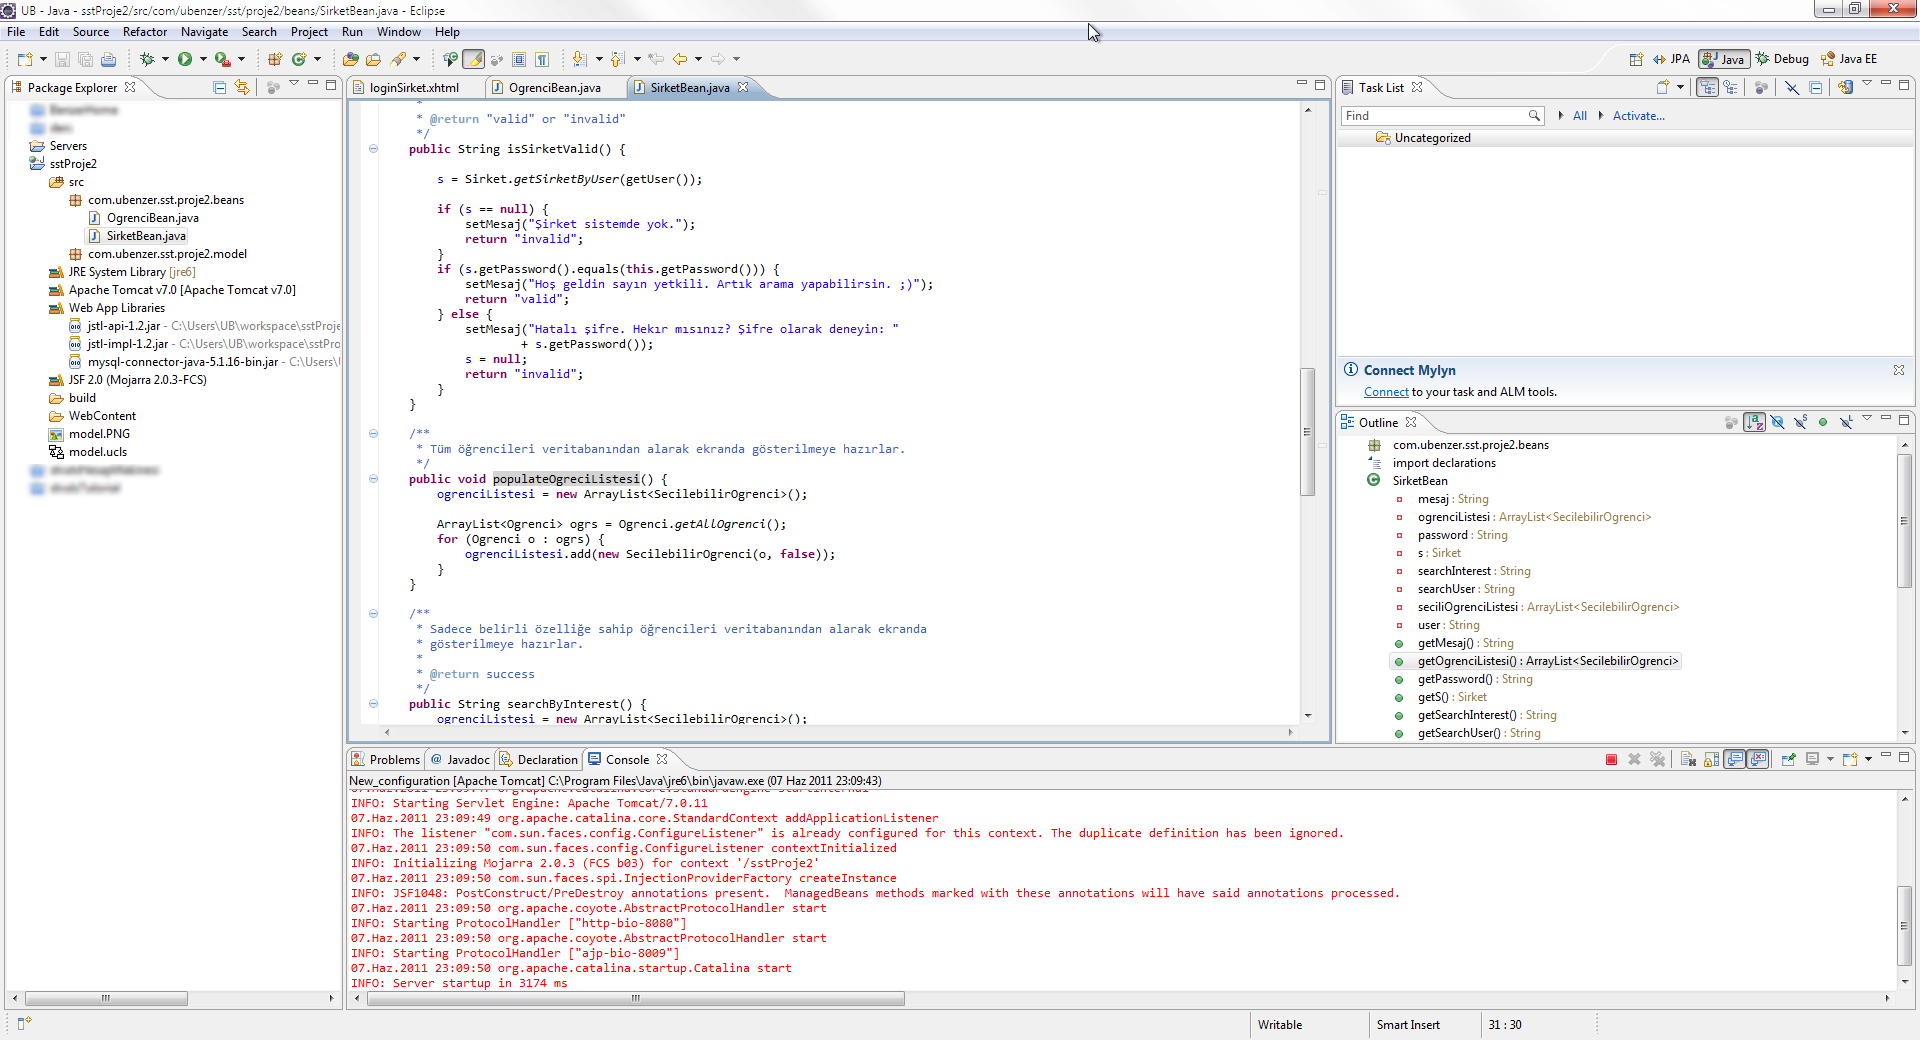 UB - Java - sstProje2/src/com/ubenzer/sst/proje2/beans/SirketBean.java - Eclipse
File Edit Source Refactor Navigate Search Project Run Window Help
JPA Java Debug Java EE
Package Explorer
Servers
sstProje2
src
com.ubenzer.sst.proje2.beans
OgrenciBean.java
SirketBean.java
com.ubenzer.sst.proje2.model
JRE System Library [jre6]
Apache Tomcat v7.0 [Apache Tomcat v7.0]
Web App Libraries
jstl-api-1.2.jar - C:\Users\UB\workspace\sstProje
jstl-impl-1.2.jar - C:\Users\UB\workspace\sstPro
mysql-connector-java-5.1.16-bin.jar - C:\Users\
JSF 2.0 (Mojarra 2.0.3-FCS)
build
WebContent
model.PNG
model.ucls
loginSirket.xhtml OgrenciBean.java SirketBean.java
*
* @return "valid" or "invalid"
*/
public String isSirketValid() {
s = Sirket.getSirketByUser(getUser());
if (s == null) {
setMesaj("Şirket sistemde yok.");
return "invalid";
}
if (s.getPassword().equals(this.getPassword())) {
setMesaj("Hoş geldin sayın yetkili. Artık arama yapabilirsin. ;)");
return "valid";
} else {
setMesaj("Hatalı şifre. Hekır mısınız? Şifre olarak deneyin: "
+ s.getPassword());
s = null;
return "invalid";
}
}
/**
* Tüm öğrencileri veritabanından alarak ekranda gösterilmeye hazırlar.
*/
public void populateOgreciListesi() {
ogrenciListesi = new ArrayList<SecilebilirOgrenci>();
ArrayList<Ogrenci> ogrs = Ogrenci.getAllOgrenci();
for (Ogrenci o : ogrs) {
ogrenciListesi.add(new SecilebilirOgrenci(o, false));
}
}
/**
* Sadece belirli özelliğe sahip öğrencileri veritabanından alarak ekranda
* gösterilmeye hazırlar.
*
* @return success
*/
public String searchByInterest() {
ogrenciListesi = new ArrayList<SecilebilirOgrenci>();
Task List
Find All Activate...
Uncategorized
Connect Mylyn
Connect to your task and ALM tools.
Outline
com.ubenzer.sst.proje2.beans
import declarations
SirketBean
mesaj : String
ogrenciListesi : ArrayList<SecilebilirOgrenci>
password : String
s : Sirket
searchInterest : String
searchUser : String
seciliOgrenciListesi : ArrayList<SecilebilirOgrenci>
user : String
getMesaj() : String
getOgrenciListesi() : ArrayList<SecilebilirOgrenci>
getPassword() : String
getS() : Sirket
getSearchInterest() : String
getSearchUser() : String
Problems Javadoc Declaration Console
New_configuration [Apache Tomcat] C:\Program Files\Java\jre6\bin\javaw.exe (07 Haz 2011 23:09:43)
07.Haz.2011 23:09:47 org.apache.catalina.core.StandardEngine startInternal
INFO: Starting Servlet Engine: Apache Tomcat/7.0.11
07.Haz.2011 23:09:49 org.apache.catalina.core.StandardContext addApplicationListener
INFO: The listener "com.sun.faces.config.ConfigureListener" is already configured for this context. The duplicate definition has been ignored.
07.Haz.2011 23:09:50 com.sun.faces.config.ConfigureListener contextInitialized
INFO: Initializing Mojarra 2.0.3 (FCS b03) for context '/sstProje2'
07.Haz.2011 23:09:50 com.sun.faces.spi.InjectionProviderFactory createInstance
INFO: JSF1048: PostConstruct/PreDestroy annotations present.  ManagedBeans methods marked with these annotations will have said annotations processed.
07.Haz.2011 23:09:50 org.apache.coyote.AbstractProtocolHandler start
INFO: Starting ProtocolHandler ["http-bio-8080"]
07.Haz.2011 23:09:50 org.apache.coyote.AbstractProtocolHandler start
INFO: Starting ProtocolHandler ["ajp-bio-8009"]
07.Haz.2011 23:09:50 org.apache.catalina.startup.Catalina start
INFO: Server startup in 3174 ms
Writable Smart Insert 31 : 30